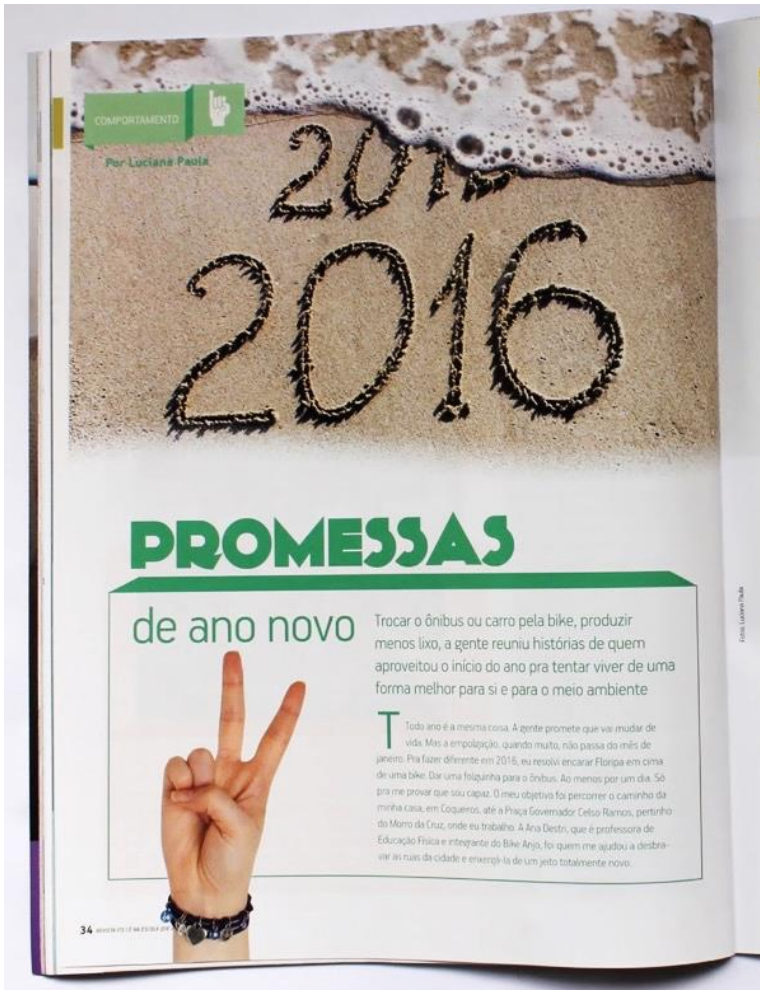 COMPORTAMENTO
Por Luciana Paula
201
2016
PROMESSAS
de ano novo
Trocar o ônibus ou carro pela bike, produzir
menos lixo, a gente reuniu histórias de quem
aproveitou o início do ano pra tentar viver de uma
forma melhor para si e para o meio ambiente
T Todo ano é a mesma coisa. A gente promete que vai mudar de
vida. Mas a empolgação, quando muito, não passa do mês de
janeiro. Pra fazer diferente em 2016, eu resolvi encarar Floripa em cima
de uma bike. Dar uma folguinha para o ônibus. Ao menos por um dia. Só
pra me provar que sou capaz. O meu objetivo foi percorrer o caminho da
minha casa, em Coqueiros, até a Praça Governador Celso Ramos, pertinho
do Morro da Cruz, onde eu trabalho. A Ana Destri, que é professora de
Educação Física e integrante do Bike Anjo, foi quem me ajudou a desbra-
var as ruas da cidade e enxergá-la de um jeito totalmente novo.
34 REVISTA
Fotos: Luciana Paula